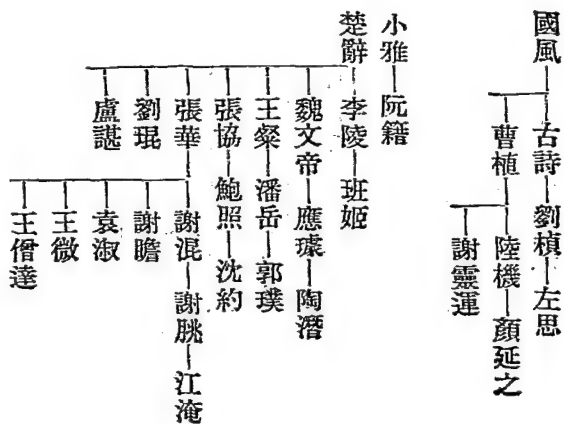 國風
古詩 劉楨 左思
曹植 陸機 顏延之
謝靈運
小雅 阮籍
楚辭 李陵 班姬
魏文帝 應璩 陶潛
王粲 潘岳 郭璞
張協 鮑照 沈約
張華 謝混 謝朓 江淹
謝瞻
袁淑
王微
王僧達
劉琨
盧諶